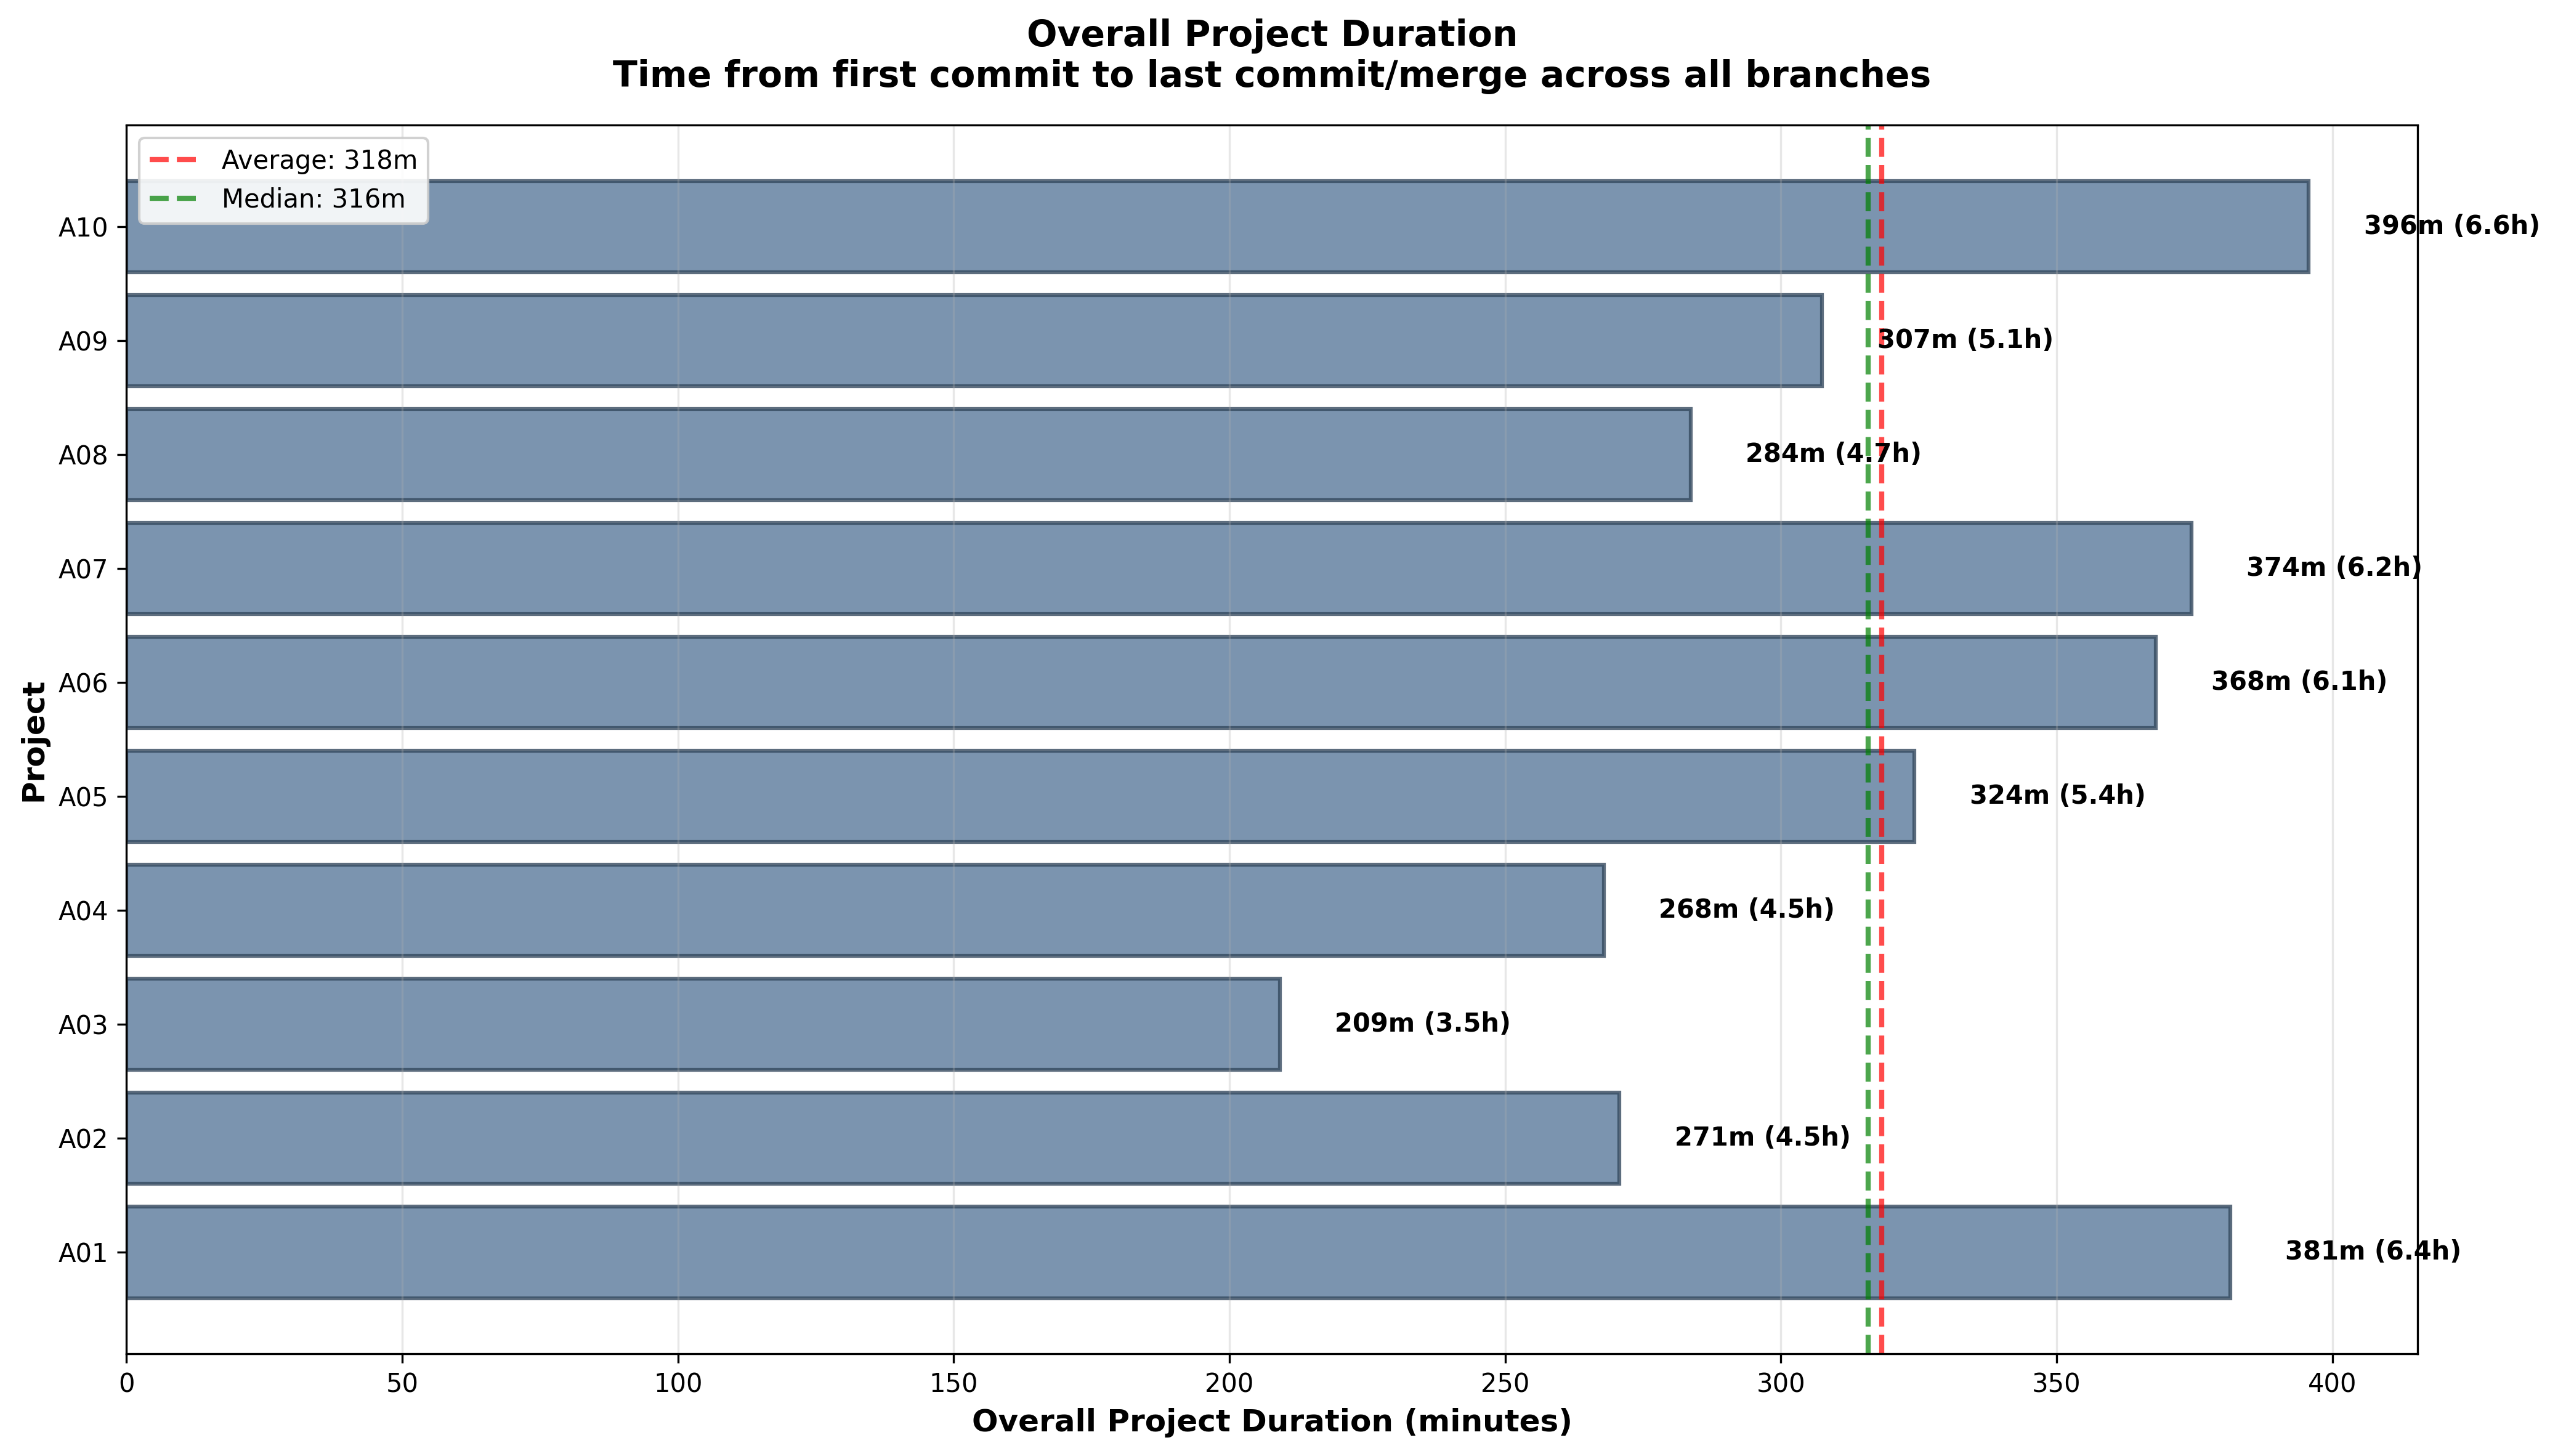 Overall Project Duration
Time from first commit to last commit/merge across all branches
Average: 318m
Median: 316m
A10
396m (6.6h)
A09
307m (5.1h)
A08
284m (4.7h)
A07
374m (6.2h)
A06
368m (6.1h)
Project
A05
324m (5.4h)
A04
268m (4.5h)
A03
209m (3.5h)
A02
271m (4.5h)
A01
381m (6.4h)
0 50 100 150 200 250 300 350 400
Overall Project Duration (minutes)